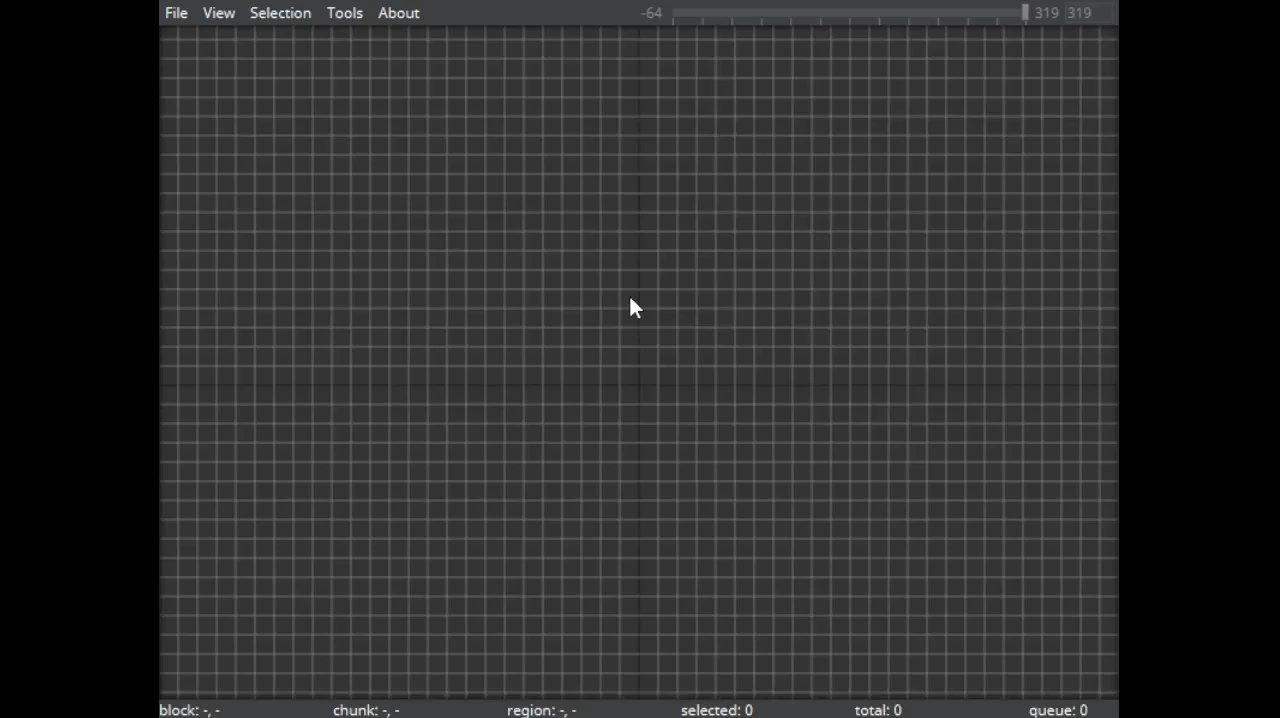 File View Selection Tools About -64 319 319
block: -, - chunk: -, - region: -, - selected: 0 total: 0 queue: 0